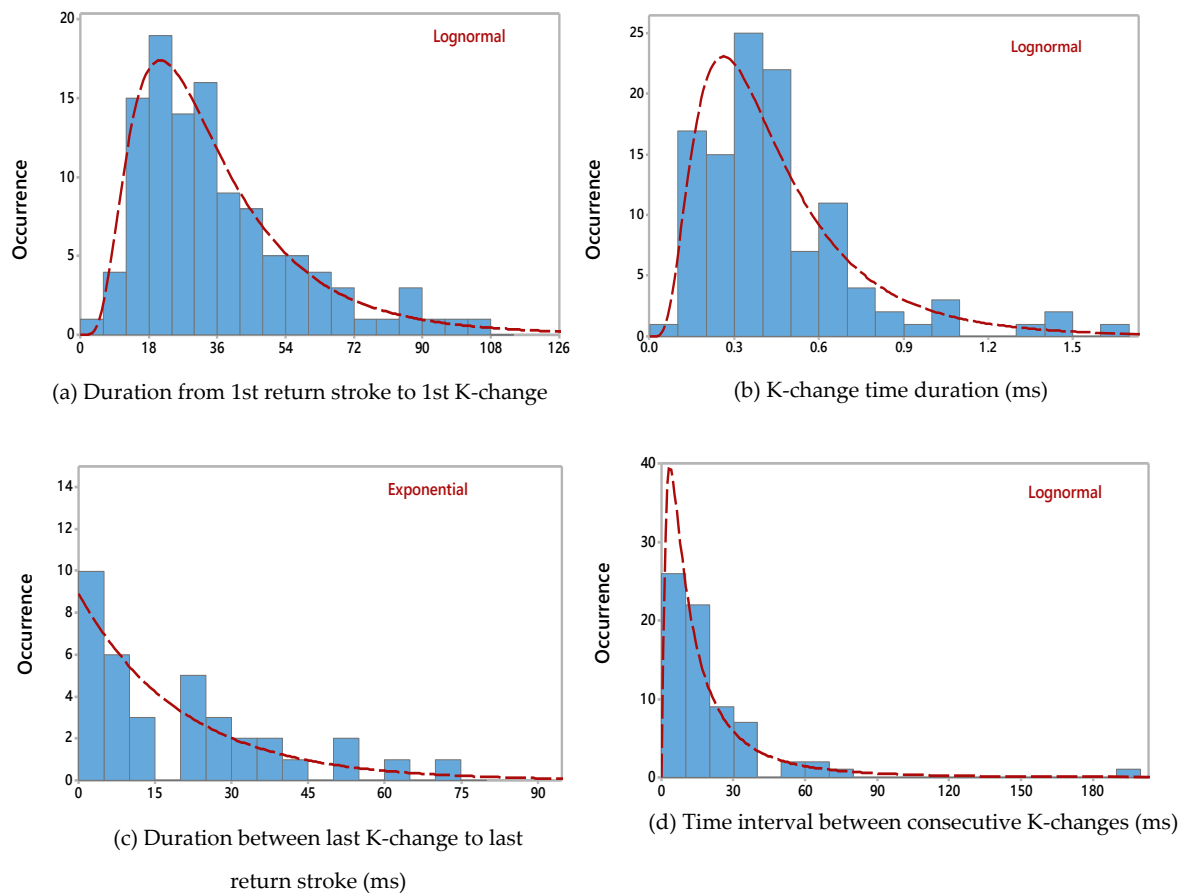 20
15
10
5
0
Occurrence
Lognormal
0 18 36 54 72 90 108 126
(a) Duration from 1st return stroke to 1st K-change
25
20
15
10
5
0
Occurrence
Lognormal
0.0 0.3 0.6 0.9 1.2 1.5
(b) K-change time duration (ms)
14
12
10
8
6
4
2
0
Occurrence
Exponential
0 15 30 45 60 75 90
(c) Duration between last K-change to last
return stroke (ms)
40
30
20
10
0
Occurrence
Lognormal
0 30 60 90 120 150 180
(d) Time interval between consecutive K-changes (ms)